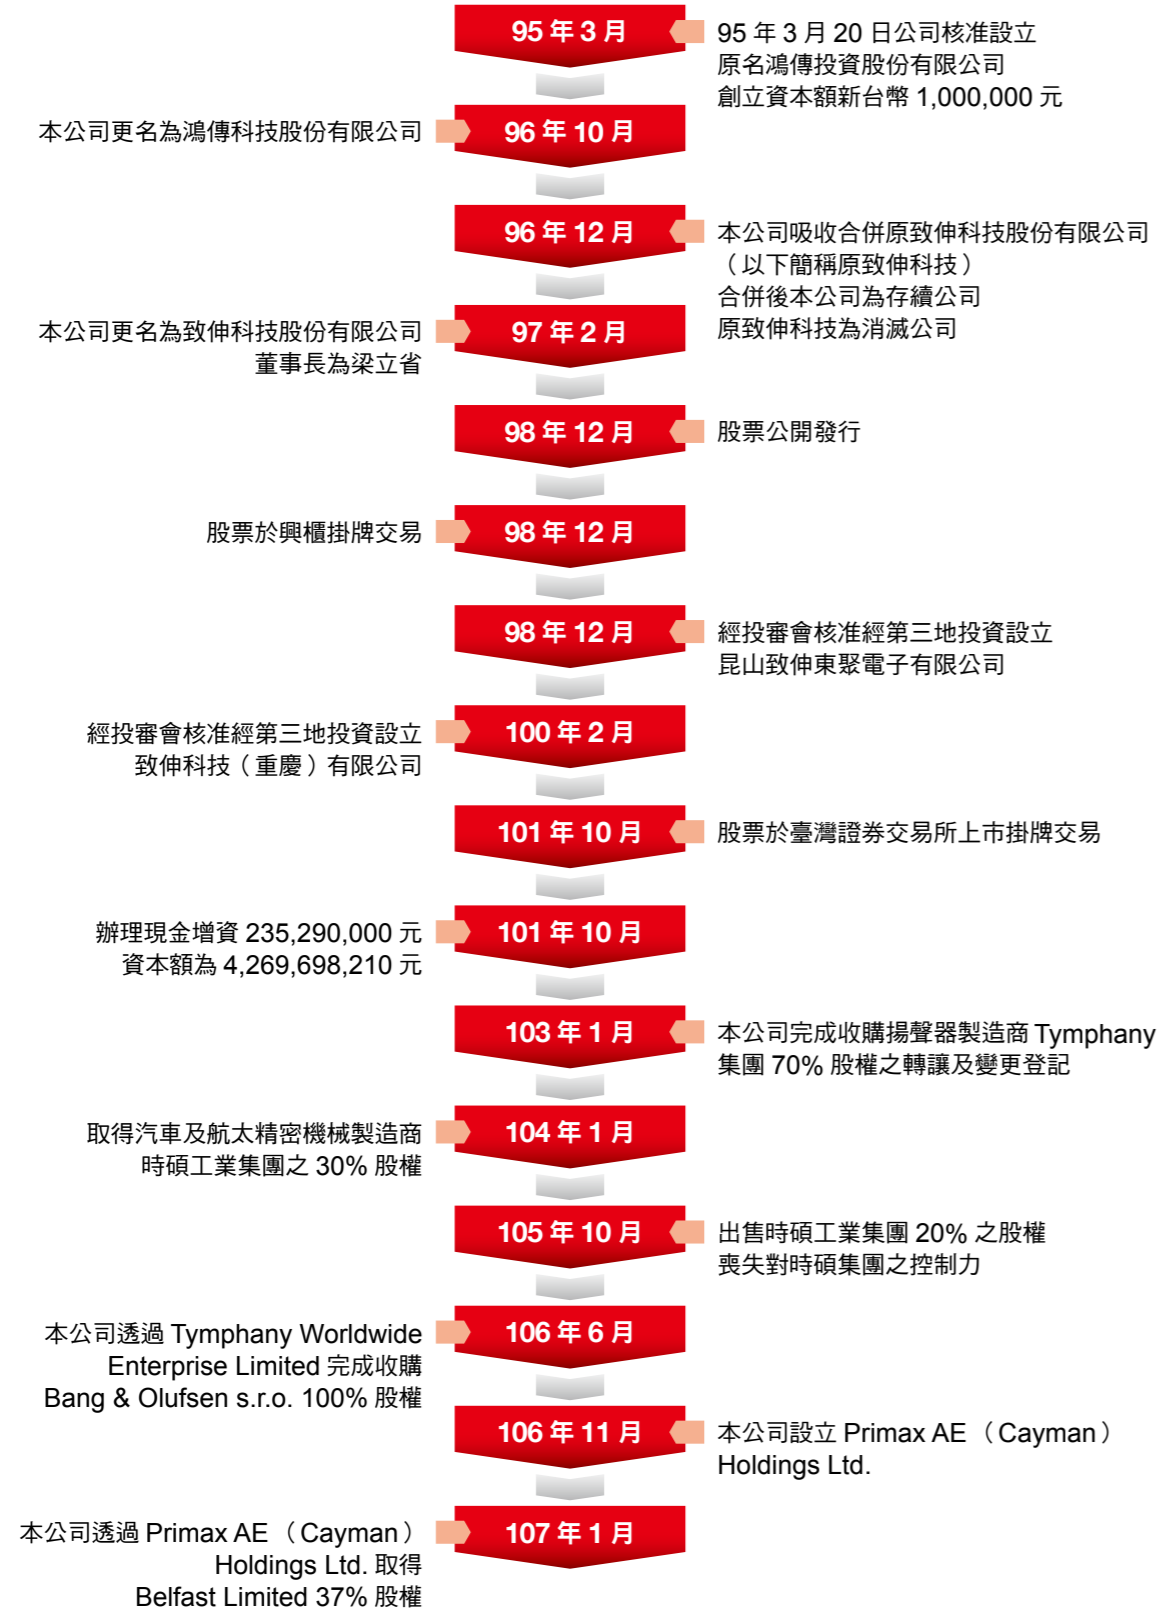 95 年 3 月
95 年 3 月 20 日公司核准設立
原名鴻傳投資股份有限公司
創立資本額新台幣 1,000,000 元
本公司更名為鴻傳科技股份有限公司
96 年 10 月
96 年 12 月
本公司吸收合併原致伸科技股份有限公司
（以下簡稱原致伸科技）
合併後本公司為存續公司
原致伸科技為消滅公司
本公司更名為致伸科技股份有限公司
董事長為梁立省
97 年 2 月
98 年 12 月
股票公開發行
股票於興櫃掛牌交易
98 年 12 月
98 年 12 月
經投審會核准經第三地投資設立
昆山致伸東聚電子有限公司
經投審會核准經第三地投資設立
致伸科技（重慶）有限公司
100 年 2 月
101 年 10 月
股票於臺灣證券交易所上市掛牌交易
辦理現金增資 235,290,000 元
資本額為 4,269,698,210 元
101 年 10 月
103 年 1 月
本公司完成收購揚聲器製造商 Tymphany
集團 70% 股權之轉讓及變更登記
取得汽車及航太精密機械製造商
時碩工業集團之 30% 股權
104 年 1 月
105 年 10 月
出售時碩工業集團 20% 之股權
喪失對時碩集團之控制力
本公司透過 Tymphany Worldwide
Enterprise Limited 完成收購
Bang & Olufsen s.r.o. 100% 股權
106 年 6 月
106 年 11 月
本公司設立 Primax AE （Cayman）
Holdings Ltd.
本公司透過 Primax AE （Cayman）
Holdings Ltd. 取得
Belfast Limited 37% 股權
107 年 1 月